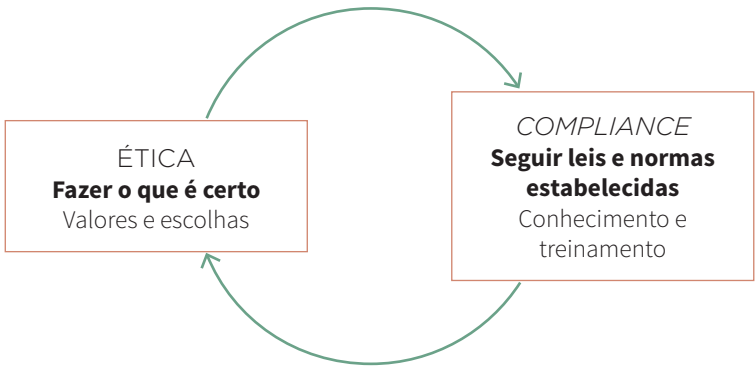 ÉTICA
Fazer o que é certo
Valores e escolhas
COMPLIANCE
Seguir leis e normas
estabelecidas
Conhecimento e
treinamento